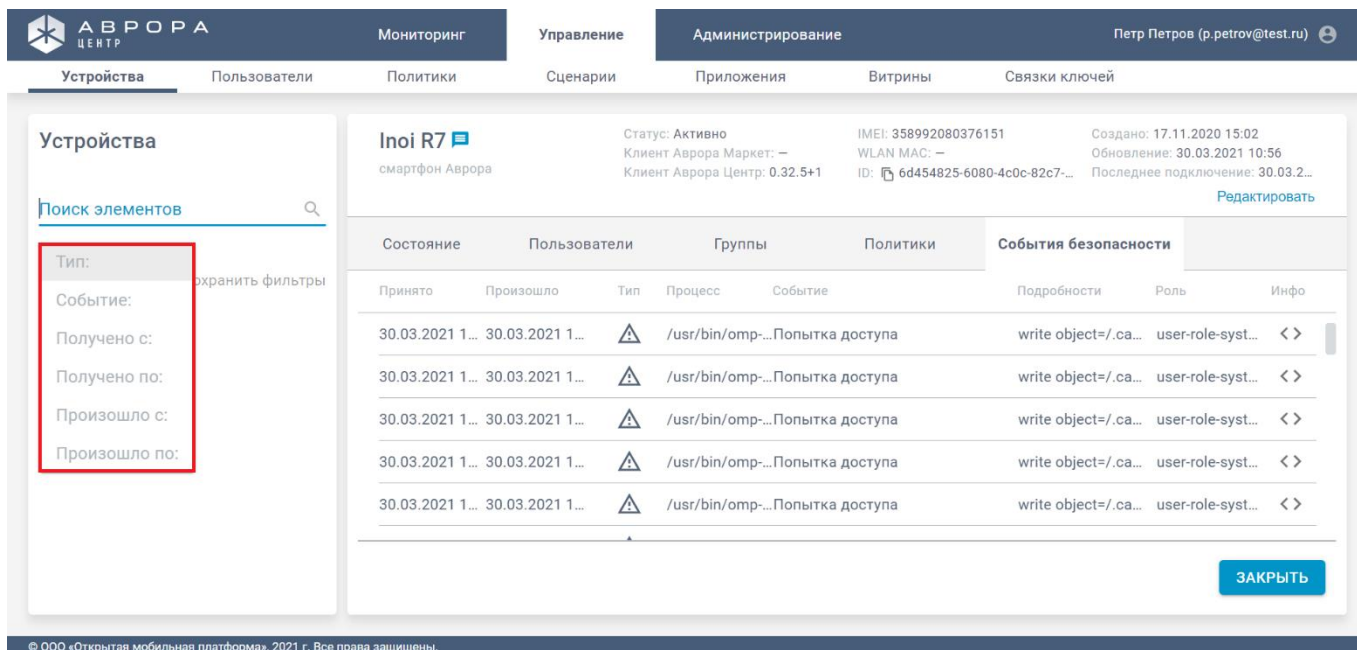 АВРОРА
ЦЕНТР
Мониторинг Управление Администрирование Петр Петров (p.petrov@test.ru)
Устройства Пользователи Политики Сценарии Приложения Витрины Связки ключей
Устройства
Поиск элементов
Тип:
охранить фильтры
Событие:
Получено с:
Получено по:
Произошло с:
Произошло по:
Inoi R7
смартфон Аврора
Статус: Активно
Клиент Аврора Маркет: —
Клиент Аврора Центр: 0.32.5+1
IMEI: 358992080376151
WLAN MAC: —
ID: 6d454825-6080-4c0c-82c7-...
Создано: 17.11.2020 15:02
Обновление: 30.03.2021 10:56
Последнее подключение: 30.03.2...
Редактировать
Состояние Пользователи Группы Политики События безопасности
Принято Произошло Тип Процесс Событие Подробности Роль Инфо
30.03.2021 1... 30.03.2021 1... /usr/bin/omp-...Попытка доступа write object=/.ca... user-role-syst... <>
30.03.2021 1... 30.03.2021 1... /usr/bin/omp-...Попытка доступа write object=/.ca... user-role-syst... <>
30.03.2021 1... 30.03.2021 1... /usr/bin/omp-...Попытка доступа write object=/.ca... user-role-syst... <>
30.03.2021 1... 30.03.2021 1... /usr/bin/omp-...Попытка доступа write object=/.ca... user-role-syst... <>
30.03.2021 1... 30.03.2021 1... /usr/bin/omp-...Попытка доступа write object=/.ca... user-role-syst... <>
ЗАКРЫТЬ
© ООО «Открытая мобильная платформа», 2021 г. Все права защищены.